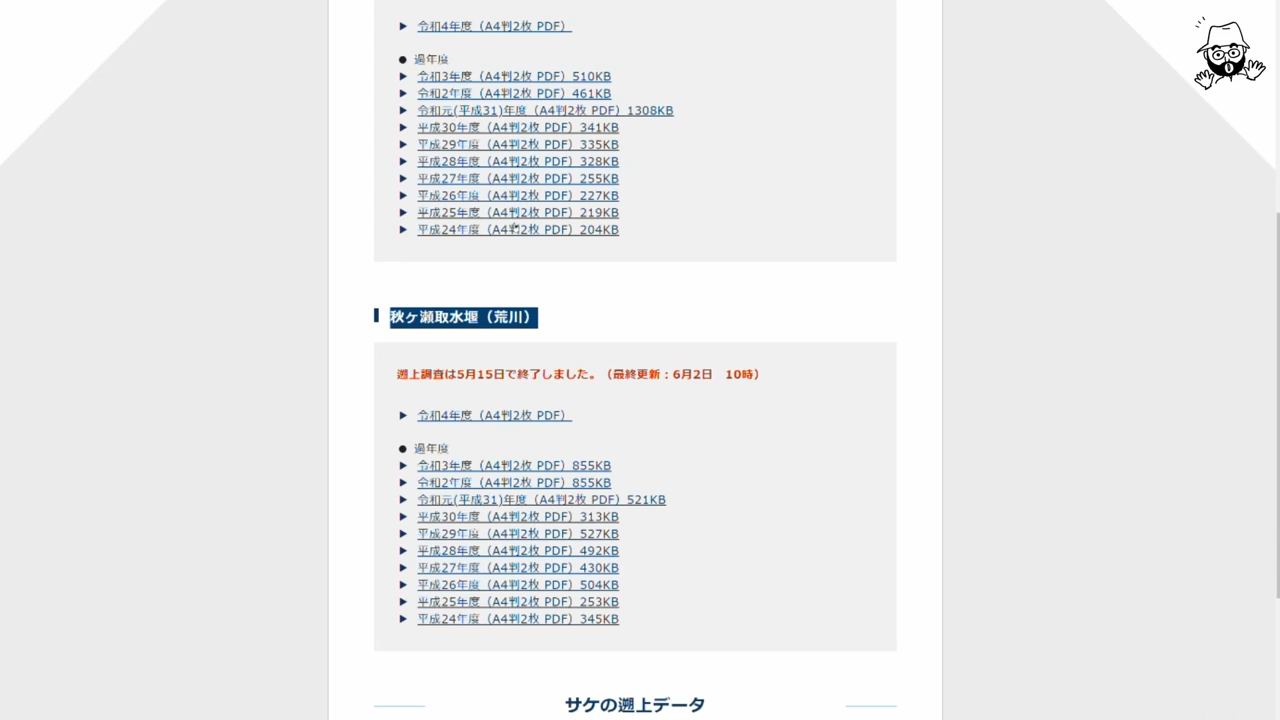 ▶ 令和4年度（A4判2枚 PDF）
● 過年度
▶ 令和3年度（A4判2枚 PDF）510KB
▶ 令和2年度（A4判2枚 PDF）461KB
▶ 令和元(平成31)年度（A4判2枚 PDF）1308KB
▶ 平成30年度（A4判2枚 PDF）341KB
▶ 平成29年度（A4判2枚 PDF）335KB
▶ 平成28年度（A4判2枚 PDF）328KB
▶ 平成27年度（A4判2枚 PDF）255KB
▶ 平成26年度（A4判2枚 PDF）227KB
▶ 平成25年度（A4判2枚 PDF）219KB
▶ 平成24年度（A4判2枚 PDF）204KB
秋ヶ瀬取水堰（荒川）
遡上調査は5月15日で終了しました。（最終更新：6月2日　10時）
▶ 令和4年度（A4判2枚 PDF）
● 過年度
▶ 令和3年度（A4判2枚 PDF）855KB
▶ 令和2年度（A4判2枚 PDF）855KB
▶ 令和元(平成31)年度（A4判2枚 PDF）521KB
▶ 平成30年度（A4判2枚 PDF）313KB
▶ 平成29年度（A4判2枚 PDF）527KB
▶ 平成28年度（A4判2枚 PDF）492KB
▶ 平成27年度（A4判2枚 PDF）430KB
▶ 平成26年度（A4判2枚 PDF）504KB
▶ 平成25年度（A4判2枚 PDF）253KB
▶ 平成24年度（A4判2枚 PDF）345KB
サケの遡上データ